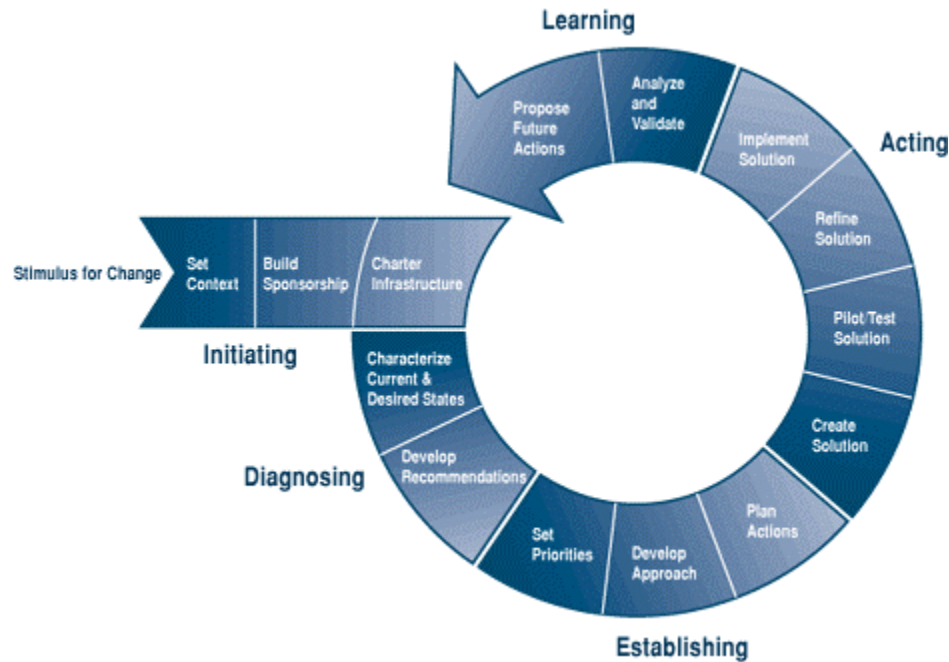 Learning
Acting
Propose
Future
Actions
Analyze
and
Validate
Implement
Solution
Refine
Solution
Pilot/Test
Solution
Create
Solution
Stimulus for Change
Set
Context
Build
Sponsorship
Charter
Infrastructure
Initiating
Characterize
Current &
Desired States
Develop
Recommendations
Diagnosing
Set
Priorities
Develop
Approach
Plan
Actions
Establishing